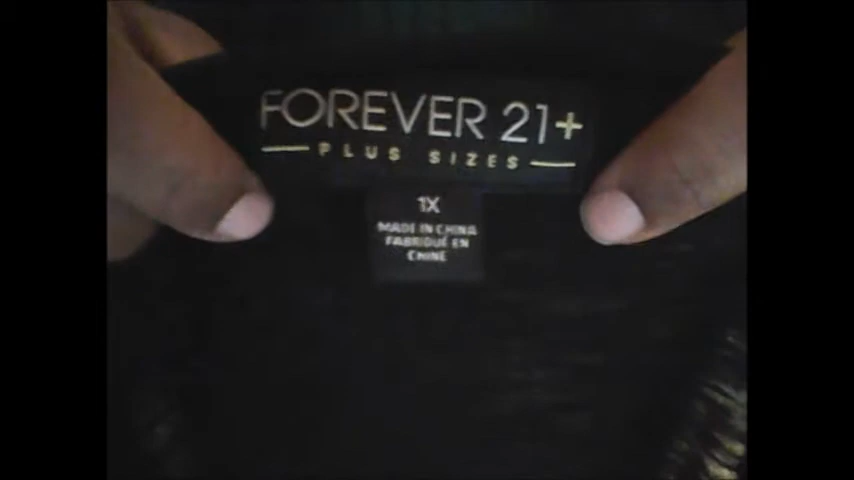 FOREVER 21+
PLUS SIZES
1X
MADE IN CHINA
FABRIQUÉ EN
CHINE